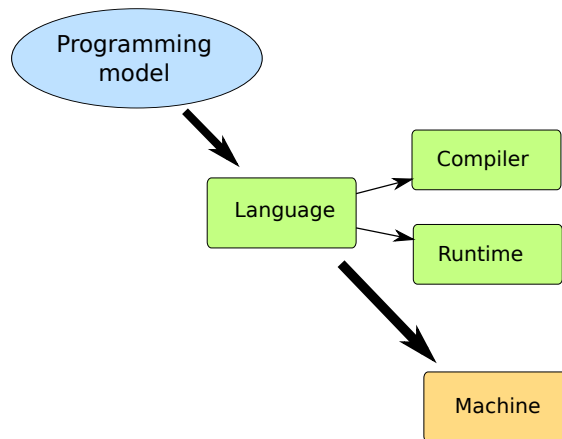 Programming
model
Compiler
Language
Runtime
Machine